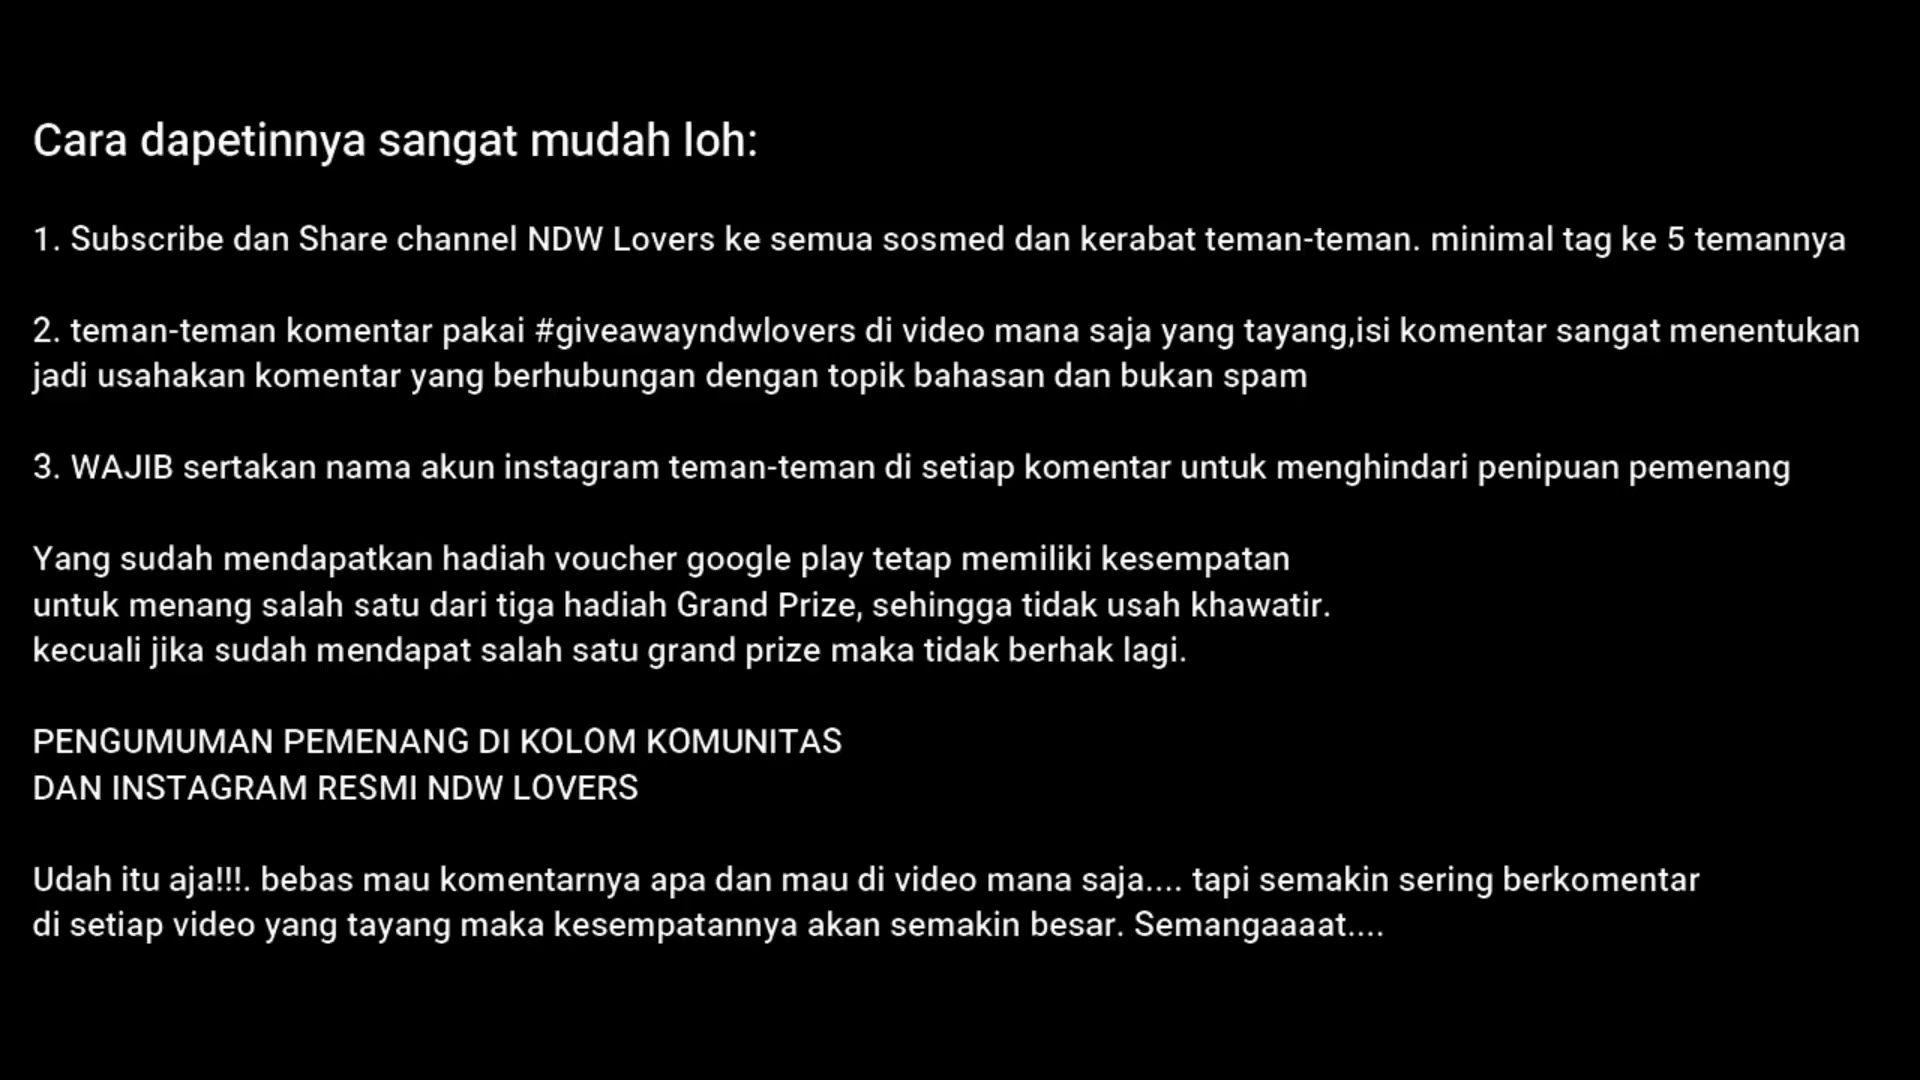 Cara dapetinnya sangat mudah loh:
1. Subscribe dan Share channel NDW Lovers ke semua sosmed dan kerabat teman-teman. minimal tag ke 5 temannya
2. teman-teman komentar pakai #giveawayndwlovers di video mana saja yang tayang,isi komentar sangat menentukan
jadi usahakan komentar yang berhubungan dengan topik bahasan dan bukan spam
3. WAJIB sertakan nama akun instagram teman-teman di setiap komentar untuk menghindari penipuan pemenang
Yang sudah mendapatkan hadiah voucher google play tetap memiliki kesempatan
untuk menang salah satu dari tiga hadiah Grand Prize, sehingga tidak usah khawatir.
kecuali jika sudah mendapat salah satu grand prize maka tidak berhak lagi.
PENGUMUMAN PEMENANG DI KOLOM KOMUNITAS
DAN INSTAGRAM RESMI NDW LOVERS
Udah itu aja!!!. bebas mau komentarnya apa dan mau di video mana saja.... tapi semakin sering berkomentar
di setiap video yang tayang maka kesempatannya akan semakin besar. Semangaaaat....